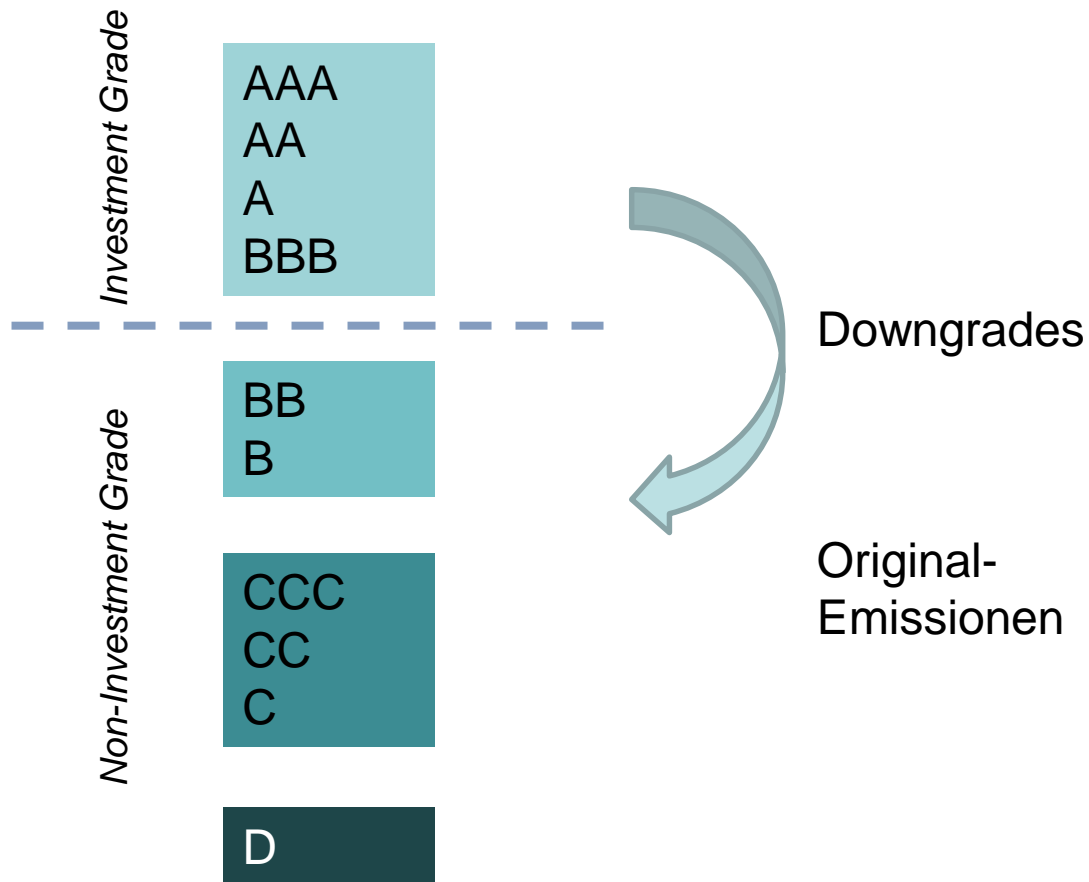 Investment Grade
AAA
AA
A
BBB
Downgrades
Non-Investment Grade
BB
B
CCC
CC
C
Original-
Emissionen
D